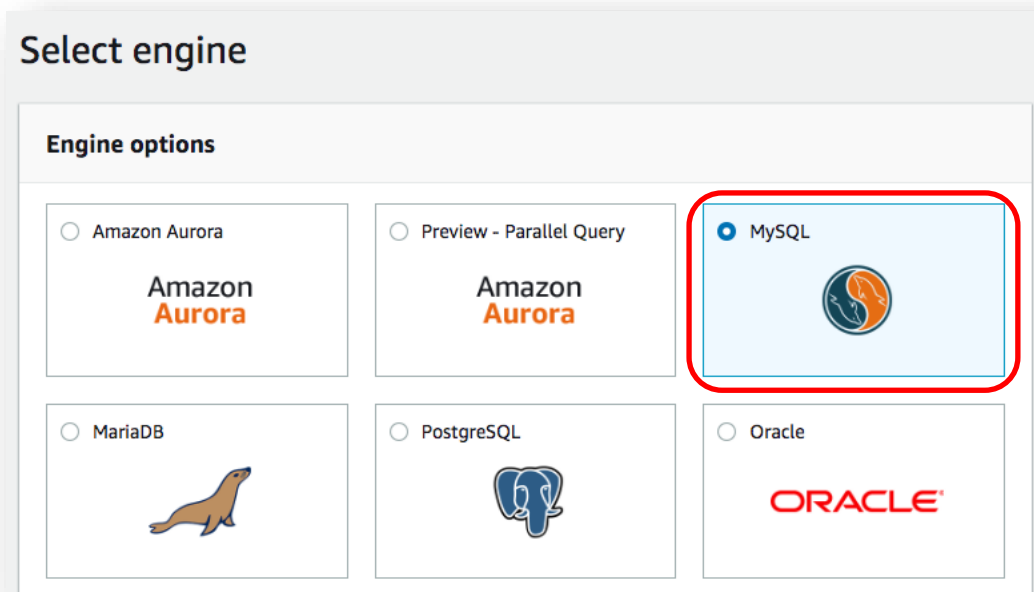 Select engine
Engine options
Amazon Aurora
Amazon
Aurora
Preview - Parallel Query
Amazon
Aurora
MySQL
MariaDB
PostgreSQL
Oracle
ORACLE